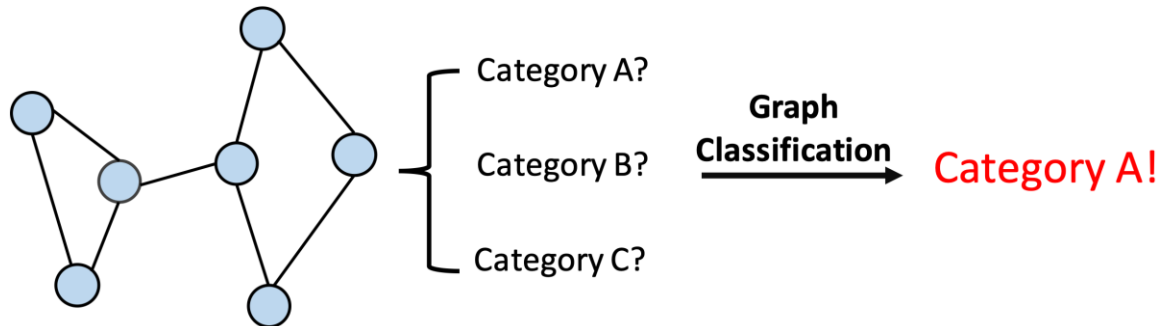 Category A?
Category B?
Category C?
Graph
Classification
Category A!